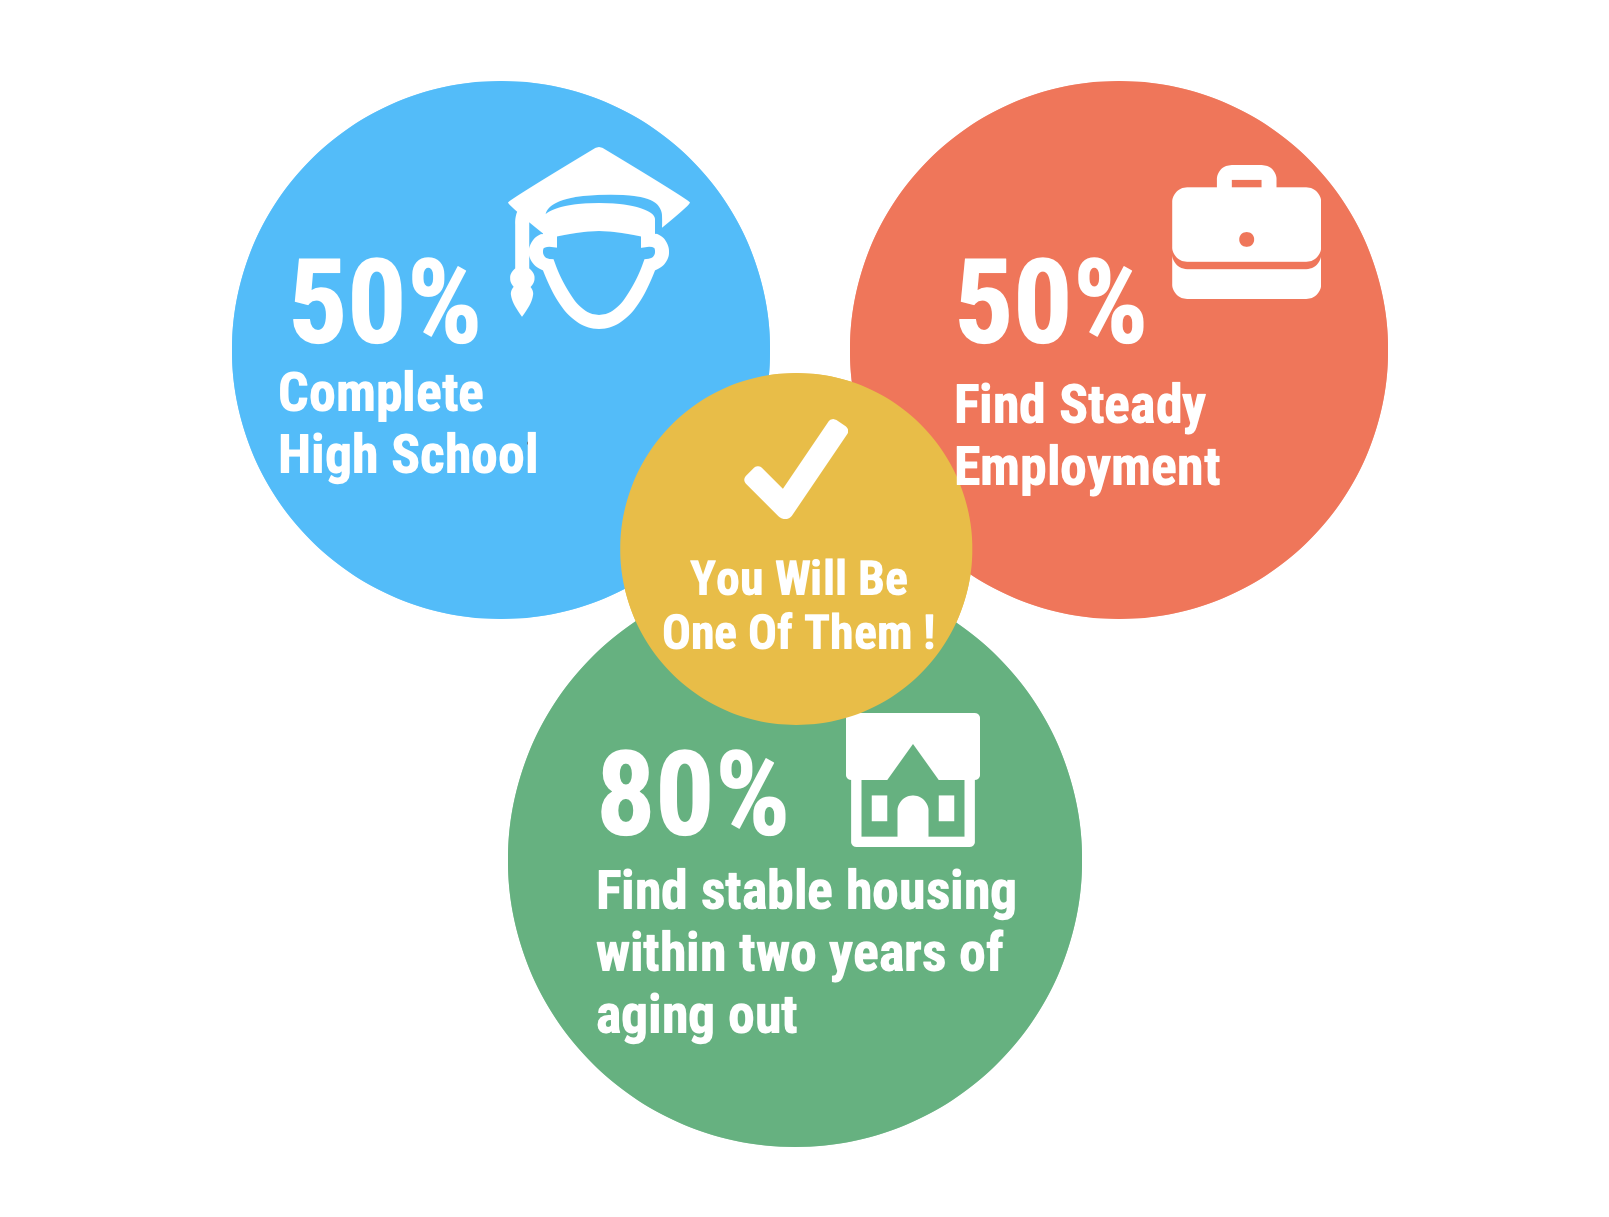 50%
Complete
High School
50%
Find Steady
Employment
You Will Be
One Of Them !
80%
Find stable housing
within two years of
aging out